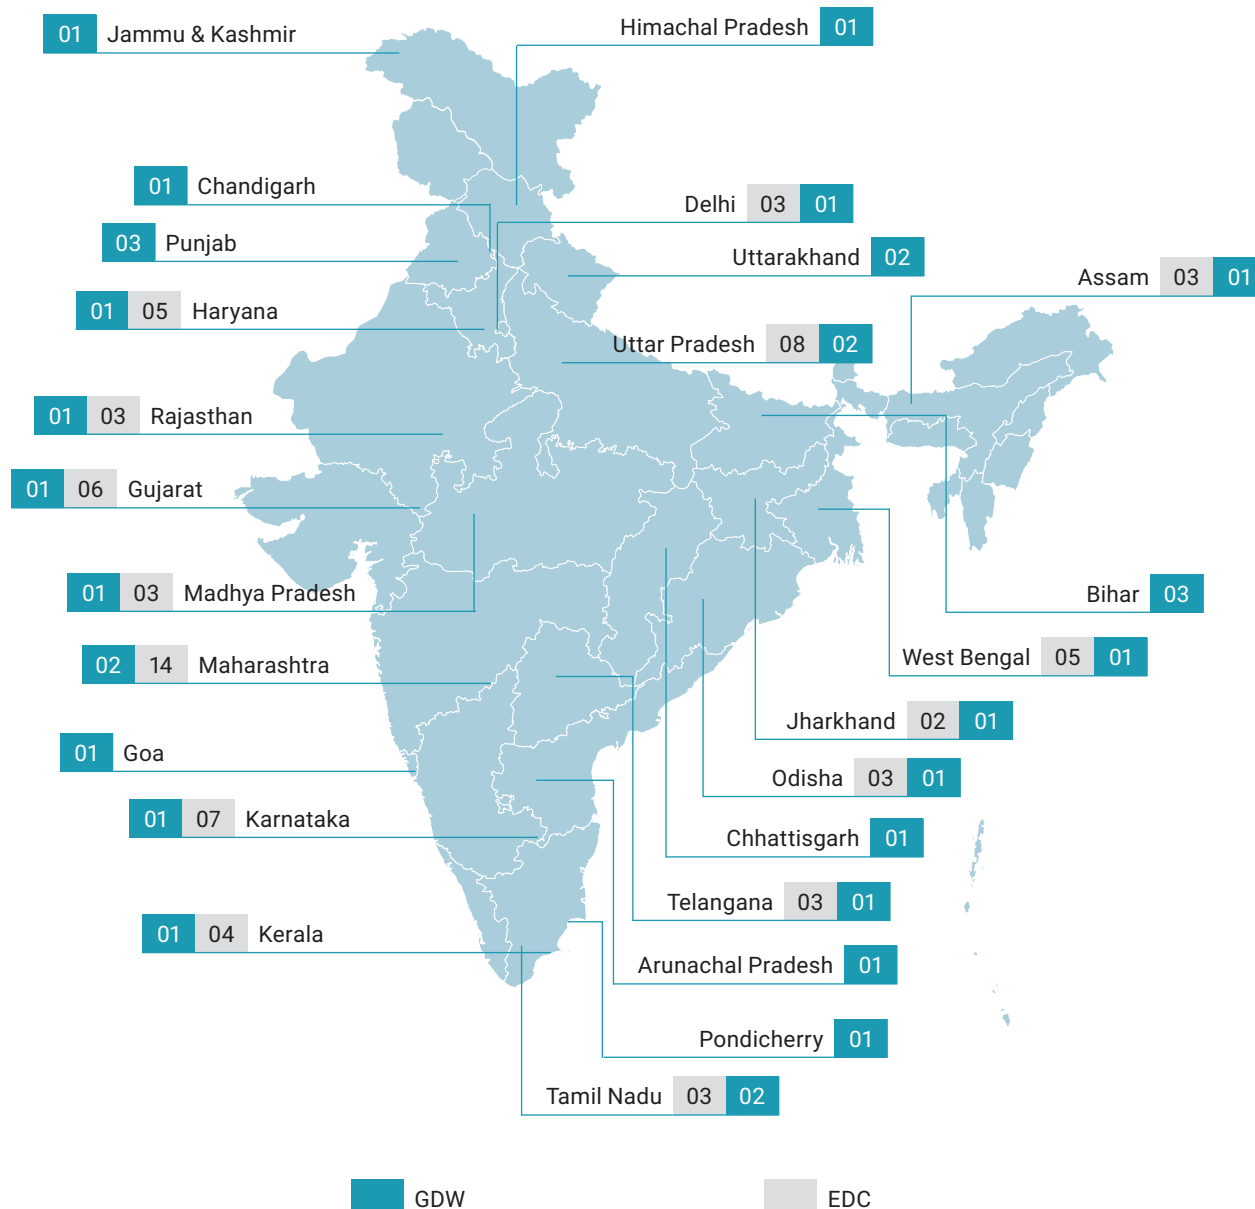 01 Jammu & Kashmir
Himachal Pradesh 01
01 Chandigarh
Delhi 03 01
03 Punjab
Uttarakhand 02
Assam 03 01
01 05 Haryana
Uttar Pradesh 08 02
01 03 Rajasthan
01 06 Gujarat
01 03 Madhya Pradesh
Bihar 03
02 14 Maharashtra
West Bengal 05 01
Jharkhand 02 01
01 Goa
Odisha 03 01
01 07 Karnataka
Chhattisgarh 01
Telangana 03 01
01 04 Kerala
Arunachal Pradesh 01
Pondicherry 01
Tamil Nadu 03 02
GDW
EDC